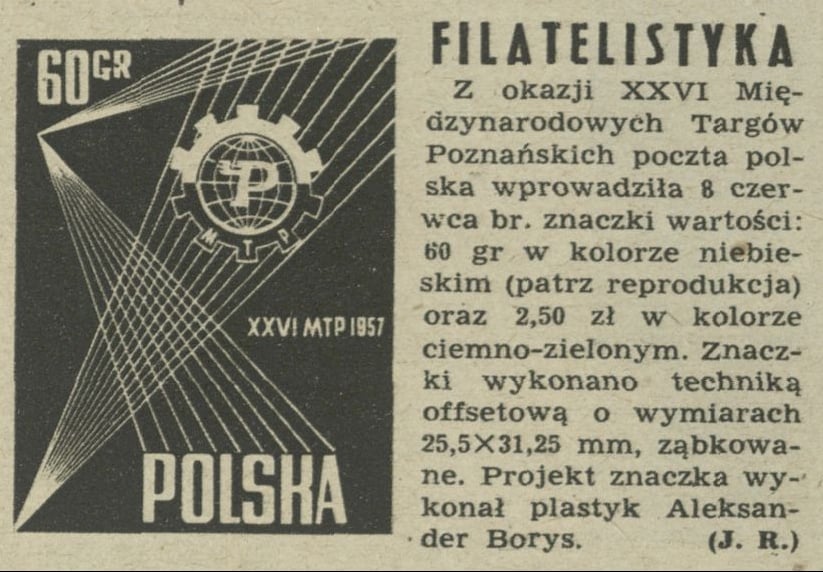 60 GR
MTP
XXVI MTP 1957
POLSKA
FILATELISTYKA
Z okazji XXVI Mię-
dzynarodowych Targów
Poznańskich poczta pol-
ska wprowadziła 8 czer-
wca br. znaczki wartości:
60 gr w kolorze niebie-
skim (patrz reprodukcja)
oraz 2,50 zł w kolorze
ciemno-zielonym. Znacz-
ki wykonano techniką
offsetową o wymiarach
25,5×31,25 mm, ząbkowa-
ne. Projekt znaczka wy-
konał plastyk Aleksan-
der Borys. (J. R.)